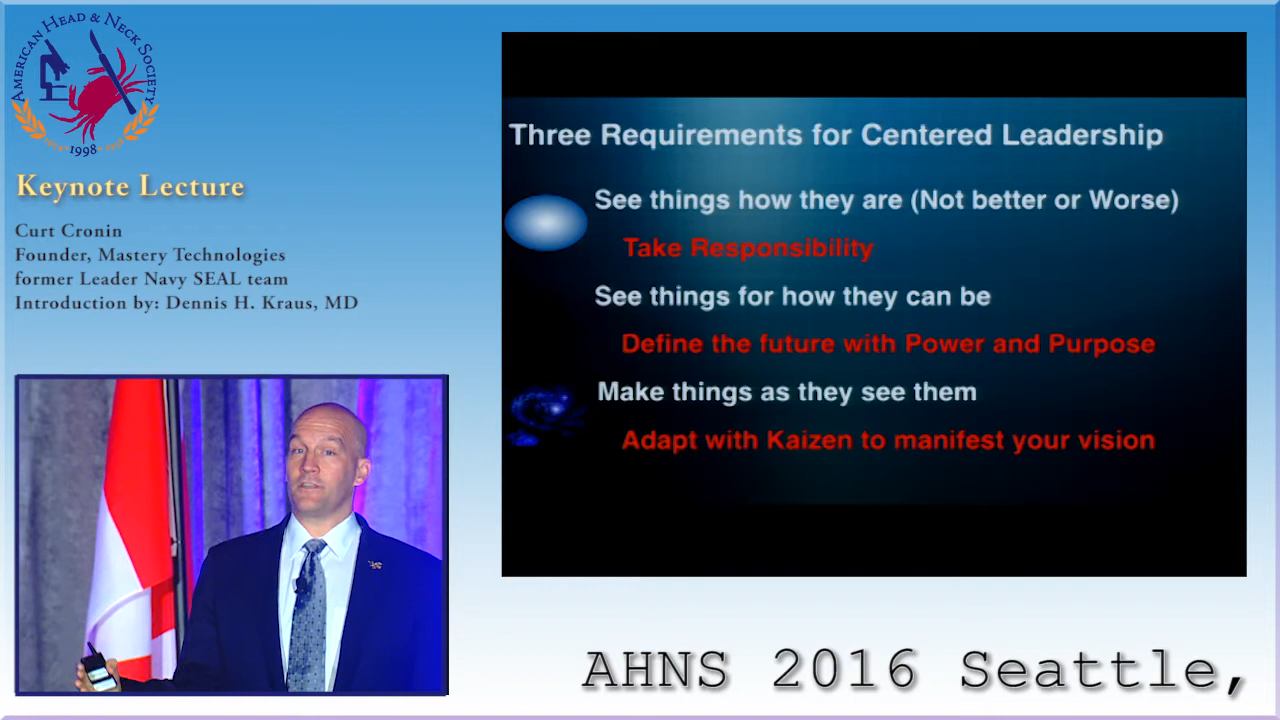 AMERICAN HEAD & NECK SOCIETY
1998
Keynote Lecture
Curt Cronin
Founder, Mastery Technologies
former Leader Navy SEAL team
Introduction by: Dennis H. Kraus, MD
Three Requirements for Centered Leadership
See things how they are (Not better or Worse)
Take Responsibility
See things for how they can be
Define the future with Power and Purpose
Make things as they see them
Adapt with Kaizen to manifest your vision
AHNS 2016 Seattle,